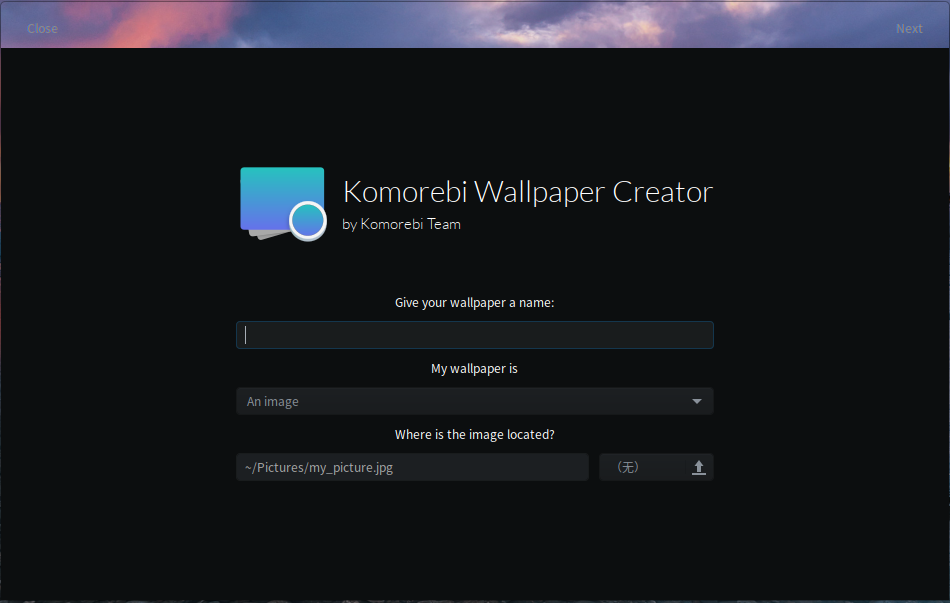 Close
Next
Komorebi Wallpaper Creator
by Komorebi Team
Give your wallpaper a name:
My wallpaper is
An image
Where is the image located?
~/Pictures/my_picture.jpg
（无）